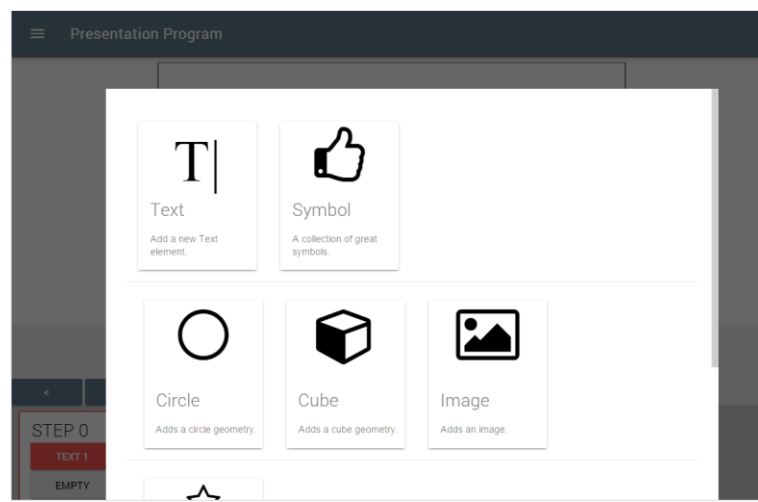 Presentation Program
T|
Text
Add a new Text
element.
Symbol
A collection of great
symbols.
Circle
Adds a circle geometry.
Cube
Adds a cube geometry.
Image
Adds an image.
<
STEP 0
TEXT 1
EMPTY